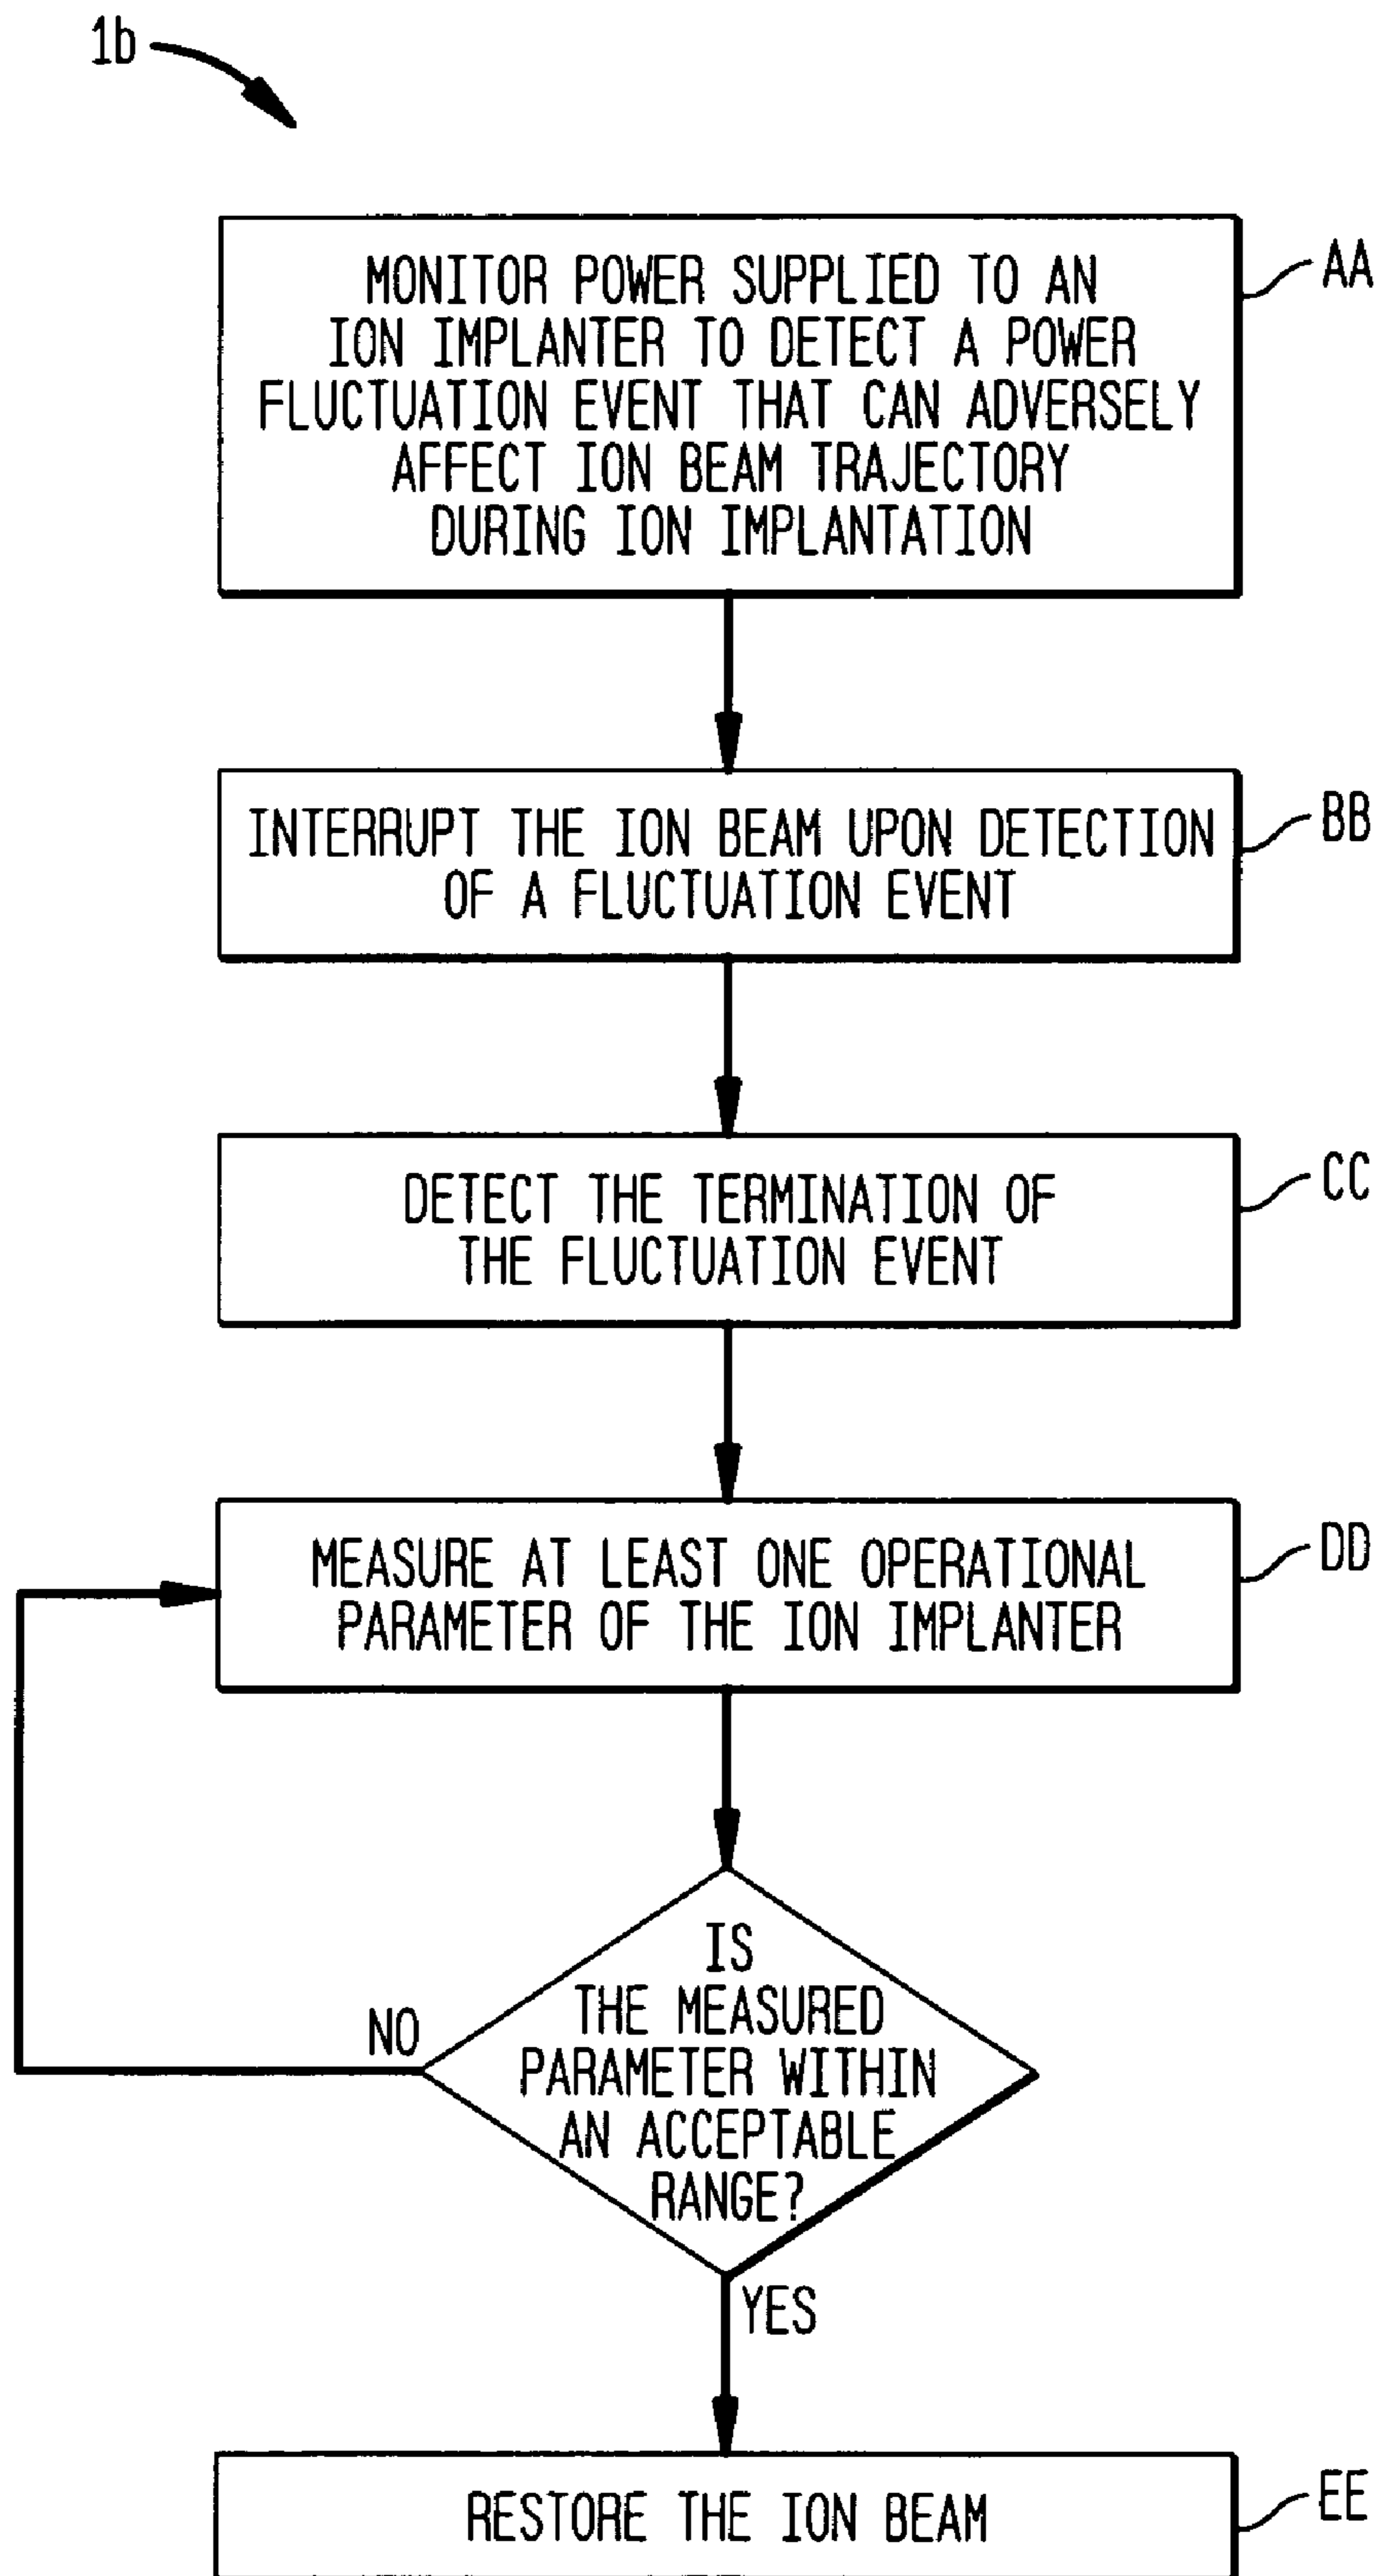 1b
MONITOR POWER SUPPLIED TO AN
ION IMPLANTER TO DETECT A POWER
FLUCTUATION EVENT THAT CAN ADVERSELY
AFFECT ION BEAM TRAJECTORY
DURING ION IMPLANTATION
AA
INTERRUPT THE ION BEAM UPON DETECTION
OF A FLUCTUATION EVENT
BB
DETECT THE TERMINATION OF
THE FLUCTUATION EVENT
CC
MEASURE AT LEAST ONE OPERATIONAL
PARAMETER OF THE ION IMPLANTER
DD
IS
THE MEASURED
PARAMETER WITHIN
AN ACCEPTABLE
RANGE?
NO
YES
RESTORE THE ION BEAM
EE